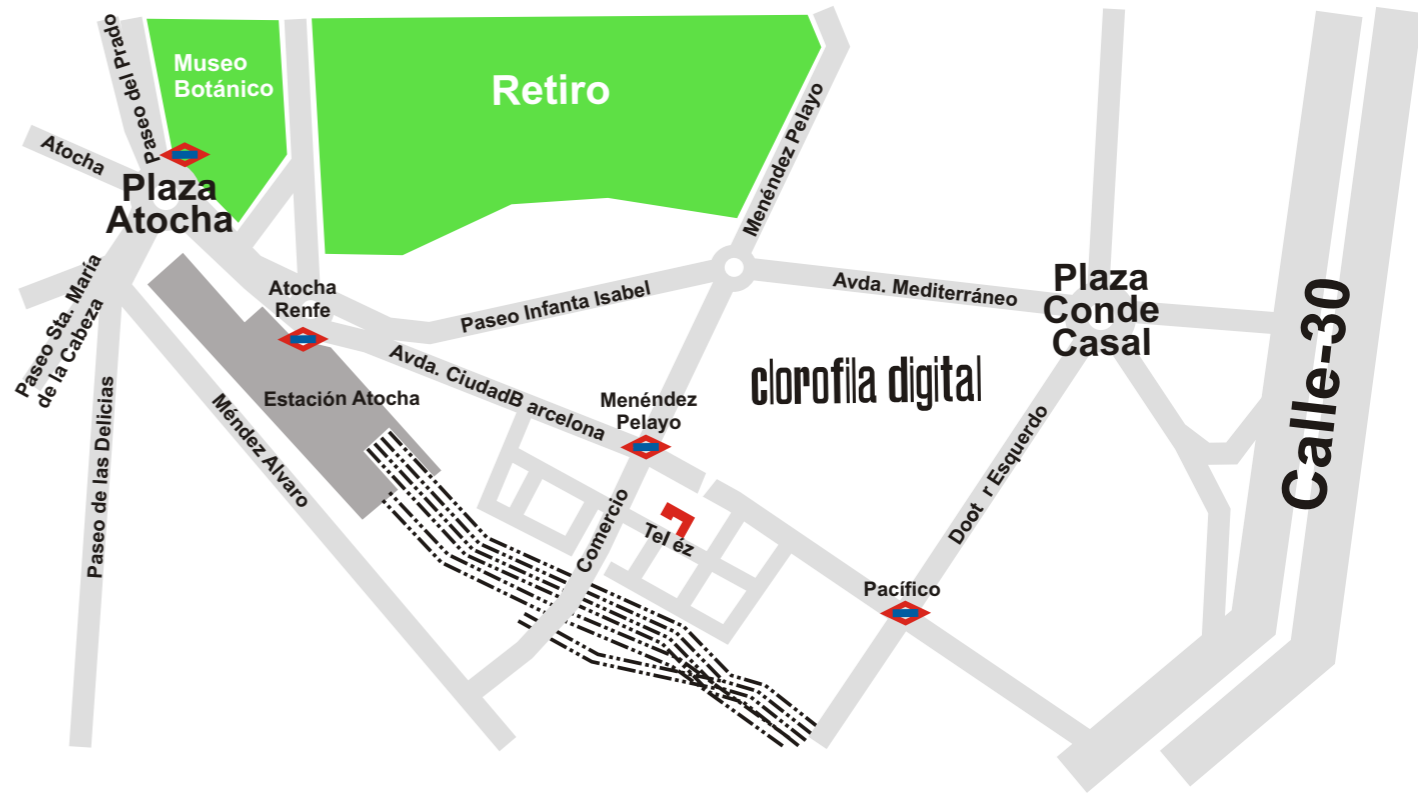 Paseo del Prado
Museo
Botánico
Retiro
Menéndez Pelayo
Atocha
Plaza
Atocha
Paseo Sta. María
de la Cabeza
Atocha
Renfe
Paseo Infanta Isabel
Avda. Mediterráneo
Plaza
Conde
Casal
Calle-30
Avda. CiudadB arcelona
clorofila digital
Estación Atocha
Menéndez
Pelayo
Paseo de las Delicias
Méndez Alvaro
Doot r Esquerdo
Comercio
Tel éz
Pacífico